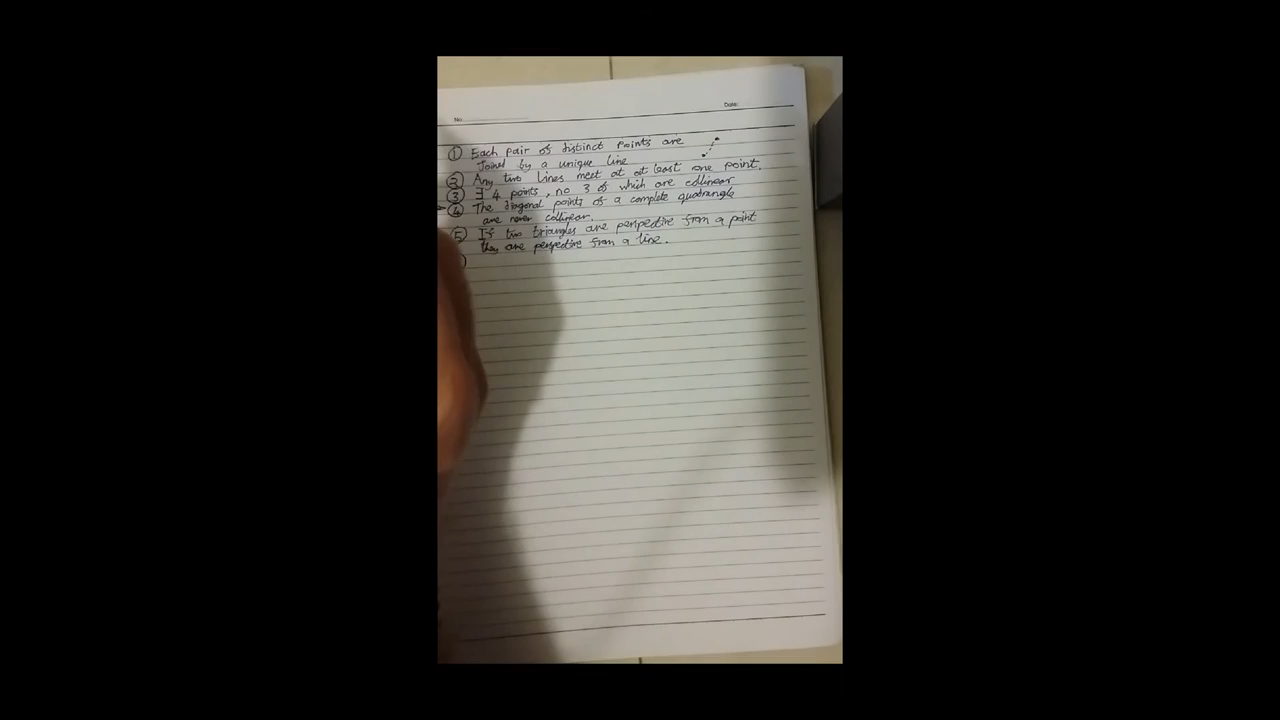 No.
Date:
① Each pair of distinct points are
joined by a unique line
② Any two lines meet at at least one point.
③ ∃ 4 points, no 3 of which are collinear
④ The diagonal points of a complete quadrangle
are never collinear.
⑤ If two triangles are perspective from a point
they are perspective from a line.